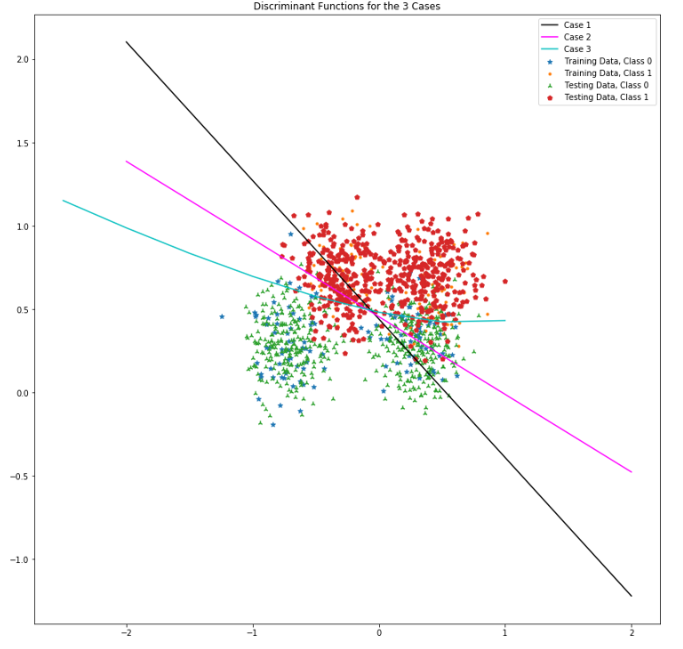 Discriminant Functions for the 3 Cases
Case 1
Case 2
Case 3
Training Data, Class 0
Training Data, Class 1
Testing Data, Class 0
Testing Data, Class 1
2.0
1.5
1.0
0.5
0.0
−0.5
−1.0
−2
−1
0
1
2